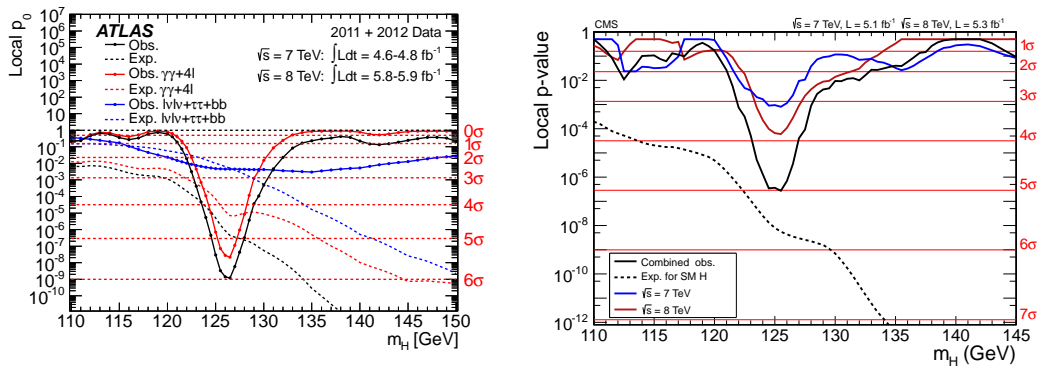 ATLAS
2011 + 2012 Data
Obs.
Exp.
Obs. γγ+4l
Exp. γγ+4l
Obs. lνlν+ττ+bb
Exp. lνlν+ττ+bb
√s = 7 TeV: ∫Ldt = 4.6-4.8 fb⁻¹
√s = 8 TeV: ∫Ldt = 5.8-5.9 fb⁻¹
Local p₀
10⁷
10⁶
10⁵
10⁴
10³
10²
10
1
10⁻¹
10⁻²
10⁻³
10⁻⁴
10⁻⁵
10⁻⁶
10⁻⁷
10⁻⁸
10⁻⁹
10⁻¹⁰
0σ
1σ
2σ
3σ
4σ
5σ
6σ
110 115 120 125 130 135 140 145 150
m_H [GeV]
CMS
√s = 7 TeV, L = 5.1 fb⁻¹ √s = 8 TeV, L = 5.3 fb⁻¹
Local p-value
1
10⁻²
10⁻⁴
10⁻⁶
10⁻⁸
10⁻¹⁰
10⁻¹²
1σ
2σ
3σ
4σ
5σ
6σ
7σ
Combined obs.
Exp. for SM H
√s = 7 TeV
√s = 8 TeV
110 115 120 125 130 135 140 145
m_H (GeV)